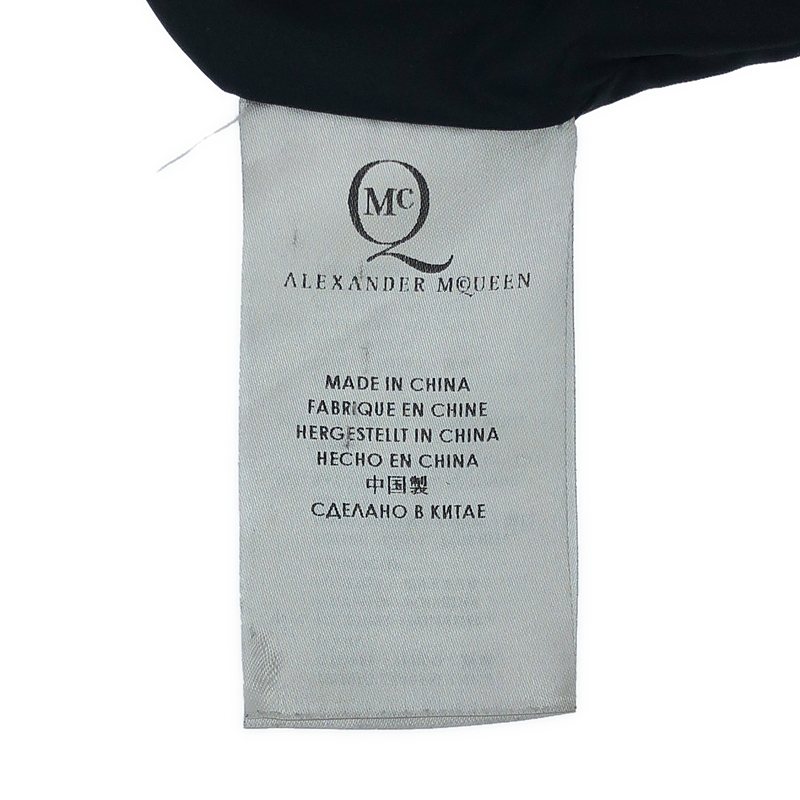 McQ
ALEXANDER MCQUEEN
MADE IN CHINA
FABRIQUE EN CHINE
HERGESTELLT IN CHINA
HECHO EN CHINA
中国製
СДЕЛАНО В КИТАЕ